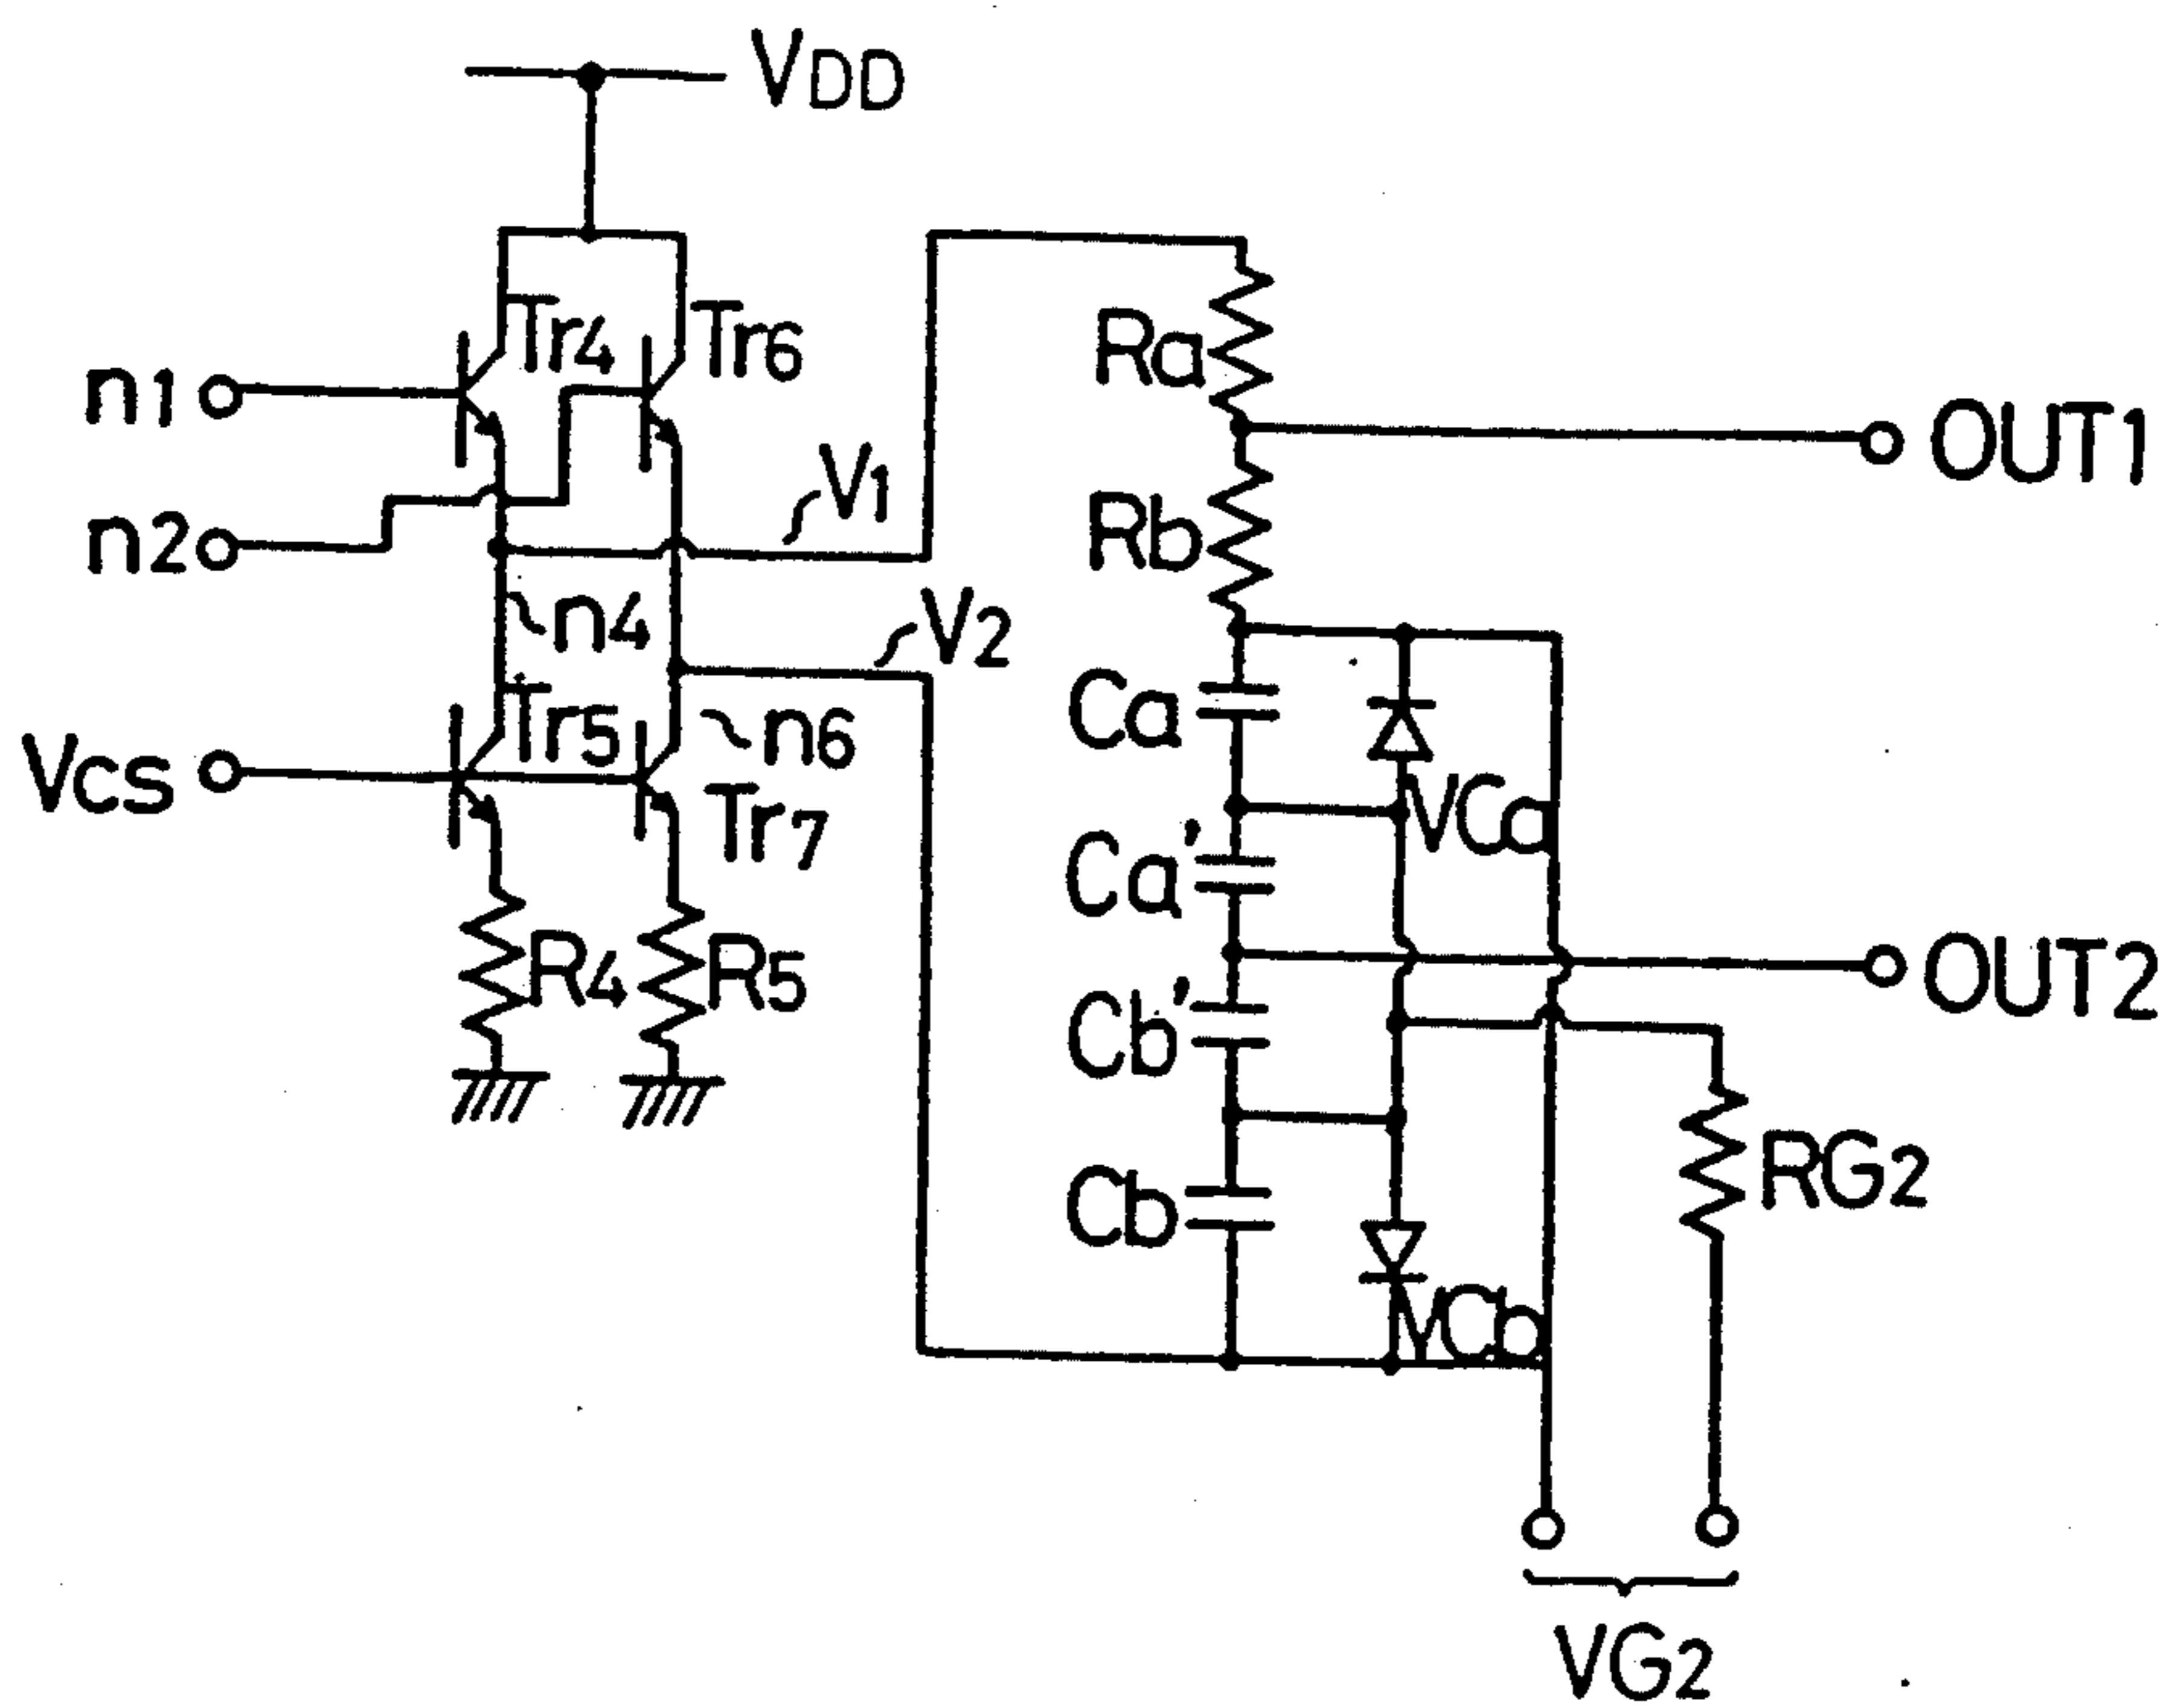 VDD
Tr4
Tr6
n1
Ra
OUT1
V1
Rb
n2
n4
V2
Ca
Tr5
n6
VCS
VCa
Tr7
Ca'
R4
R5
OUT2
Cb'
RG2
Cb
VCb
VG2